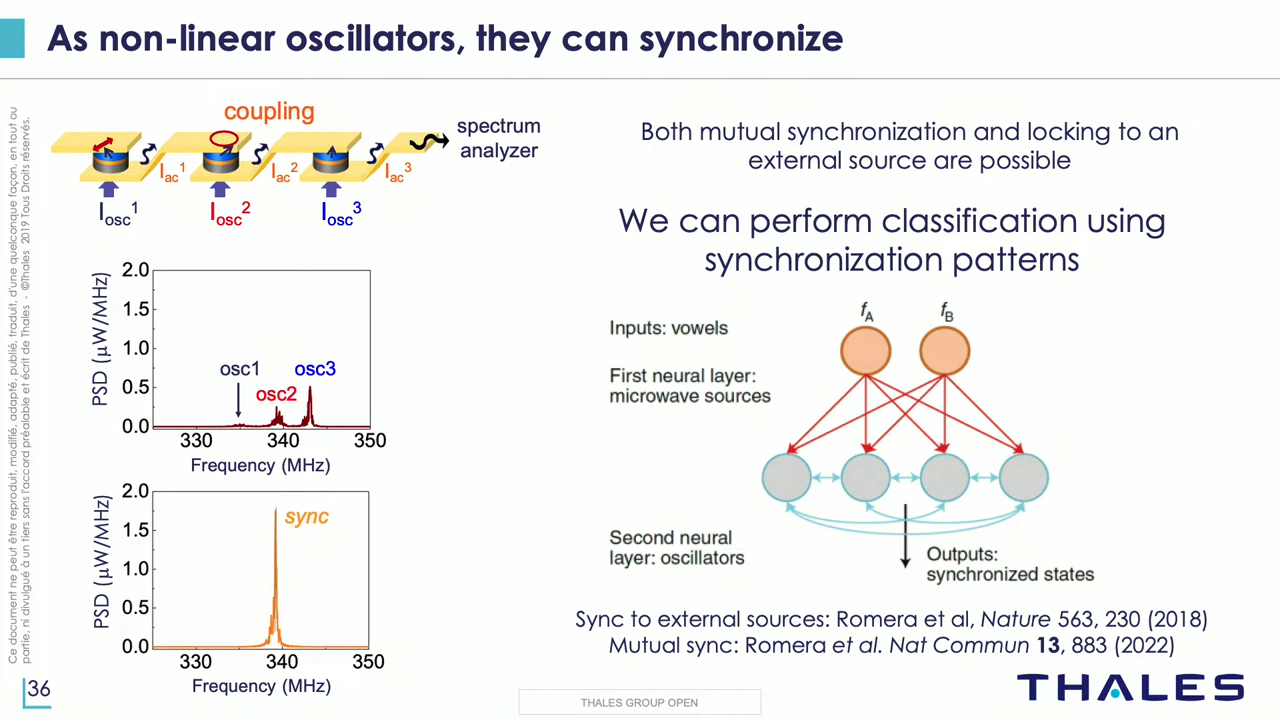 As non-linear oscillators, they can synchronize
Ce document ne peut être reproduit, modifié, adapté, publié, traduit, d'une quelconque façon, en tout ou
partie, ni divulgué à un tiers sans l'accord préalable et écrit de Thales - ©Thales 2019 Tous Droits réservés.
coupling
spectrum
analyzer
Iac1
Iac2
Iac3
Iosc1
Iosc2
Iosc3
PSD (μW/MHz)
2.0
1.5
1.0
0.5
0.0
osc1
osc2
osc3
330 340 350
Frequency (MHz)
PSD (μW/MHz)
2.0
1.5
1.0
0.5
0.0
sync
330 340 350
Frequency (MHz)
Both mutual synchronization and locking to an
external source are possible
We can perform classification using
synchronization patterns
fA fB
Inputs: vowels
First neural layer:
microwave sources
Second neural
layer: oscillators
Outputs:
synchronized states
Sync to external sources: Romera et al, Nature 563, 230 (2018)
Mutual sync: Romera et al. Nat Commun 13, 883 (2022)
36
THALES GROUP OPEN
THALES